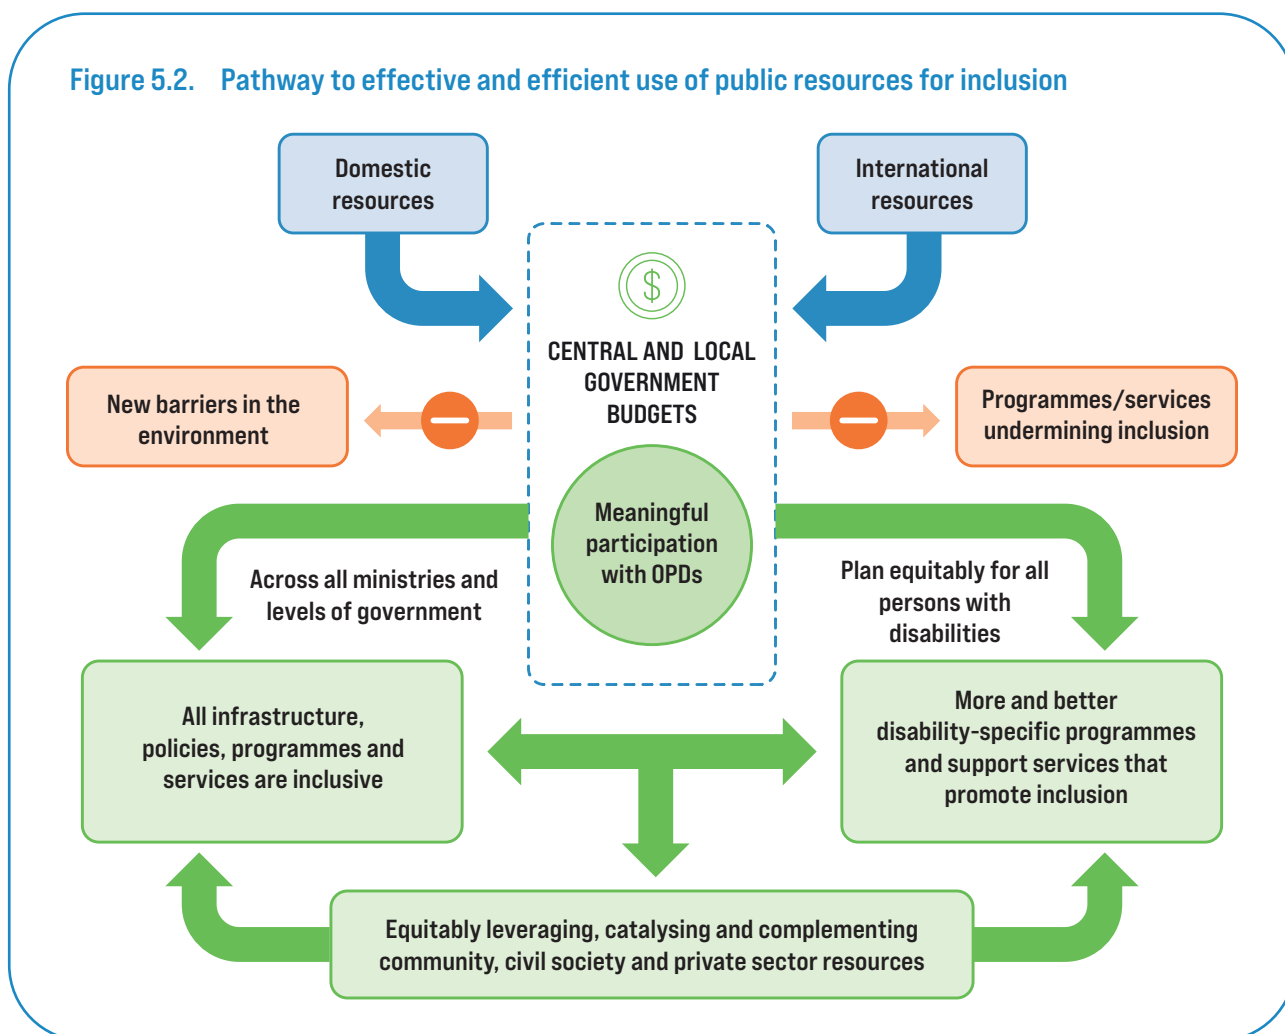 Figure 5.2. Pathway to effective and efficient use of public resources for inclusion
Domestic
resources
International
resources
$
CENTRAL AND LOCAL
GOVERNMENT
BUDGETS
New barriers in the
environment
Programmes/services
undermining inclusion
Meaningful
participation
with OPDs
Across all ministries and
levels of government
Plan equitably for all
persons with
disabilities
All infrastructure,
policies, programmes and
services are inclusive
More and better
disability-specific programmes
and support services that
promote inclusion
Equitably leveraging, catalysing and complementing
community, civil society and private sector resources